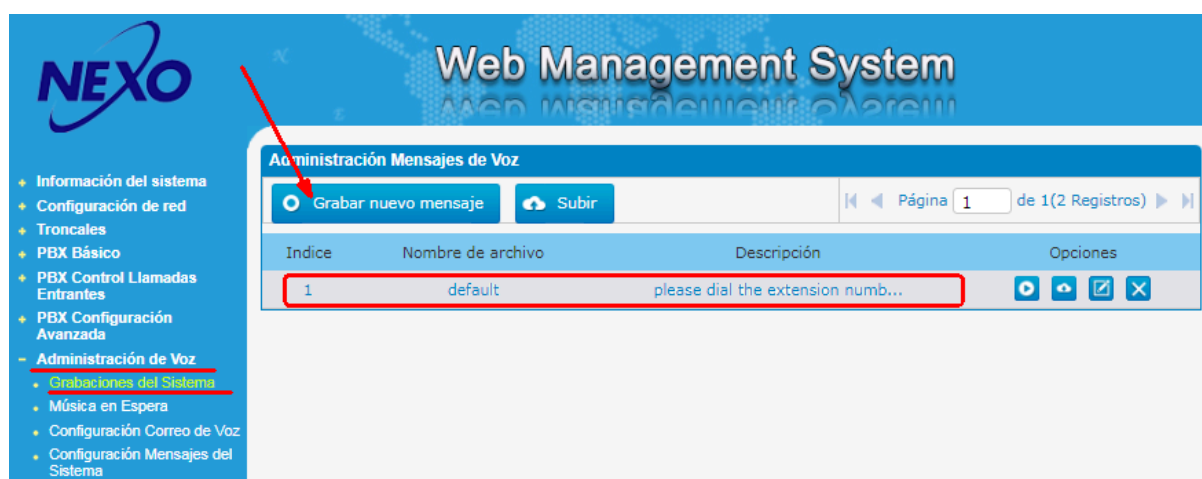 NEXO
Web Management System
Administración Mensajes de Voz
Grabar nuevo mensaje
Subir
Página 1 de 1(2 Registros)
Indice Nombre de archivo Descripción Opciones
1 default please dial the extension numb...
Información del sistema
Configuración de red
Troncales
PBX Básico
PBX Control Llamadas
Entrantes
PBX Configuración
Avanzada
Administración de Voz
Grabaciones del Sistema
Música en Espera
Configuración Correo de Voz
Configuración Mensajes del
Sistema